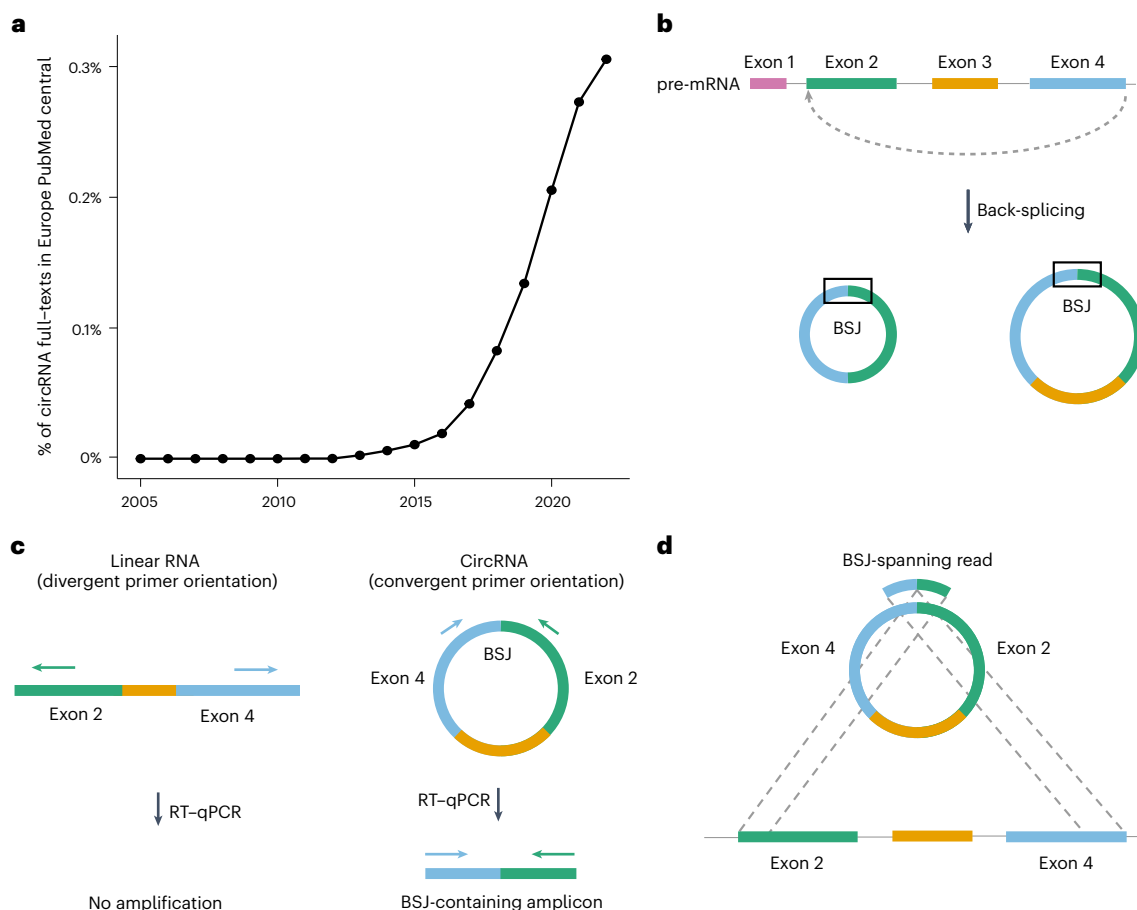 a
% of circRNA full–texts in Europe PubMed central
0.3%
0.2%
0.1%
0%
2005 2010 2015 2020
b
Exon 1 Exon 2 Exon 3 Exon 4
pre-mRNA
Back-splicing
BSJ BSJ
c
Linear RNA
(divergent primer orientation)
Exon 2 Exon 4
RT–qPCR
No amplification
CircRNA
(convergent primer orientation)
BSJ
Exon 4 Exon 2
RT–qPCR
BSJ-containing amplicon
d
BSJ-spanning read
Exon 4 Exon 2
Exon 2 Exon 4